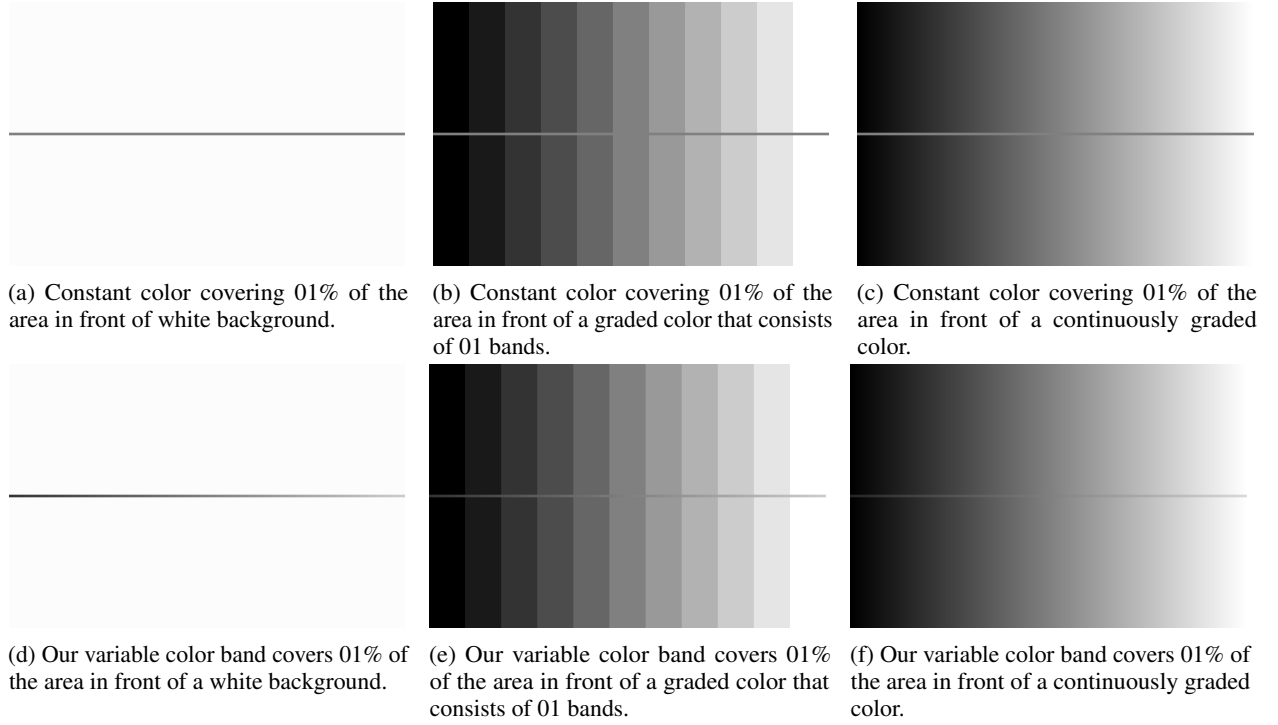 (a) Constant color covering 01% of the
area in front of white background.
(b) Constant color covering 01% of the
area in front of a graded color that consists
of 01 bands.
(c) Constant color covering 01% of the
area in front of a continuously graded
color.
(d) Our variable color band covers 01% of
the area in front of a white background.
(e) Our variable color band covers 01%
of the area in front of a graded color that
consists of 01 bands.
(f) Our variable color band covers 01% of
the area in front of a continuously graded
color.